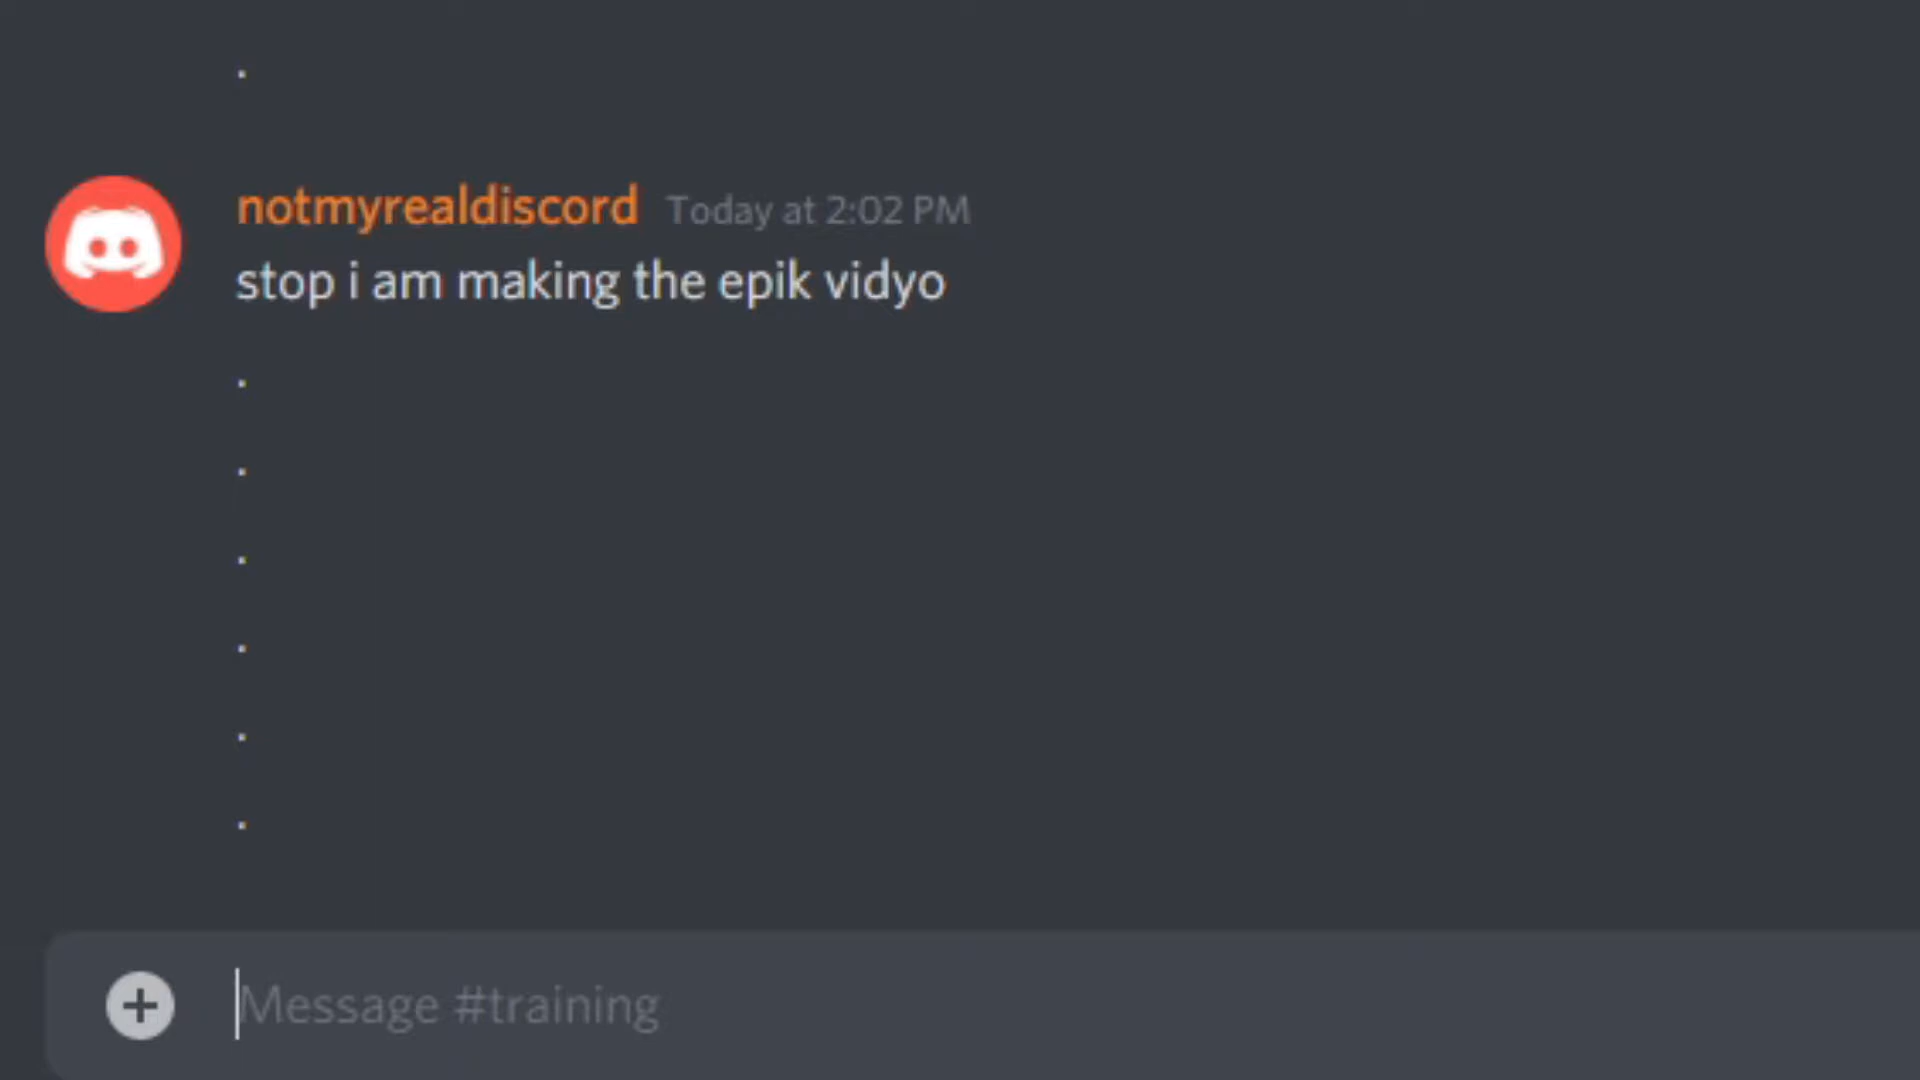 .
notmyrealdiscord Today at 2:02 PM
stop i am making the epik vidyo
.
.
.
.
.
.
Message #training